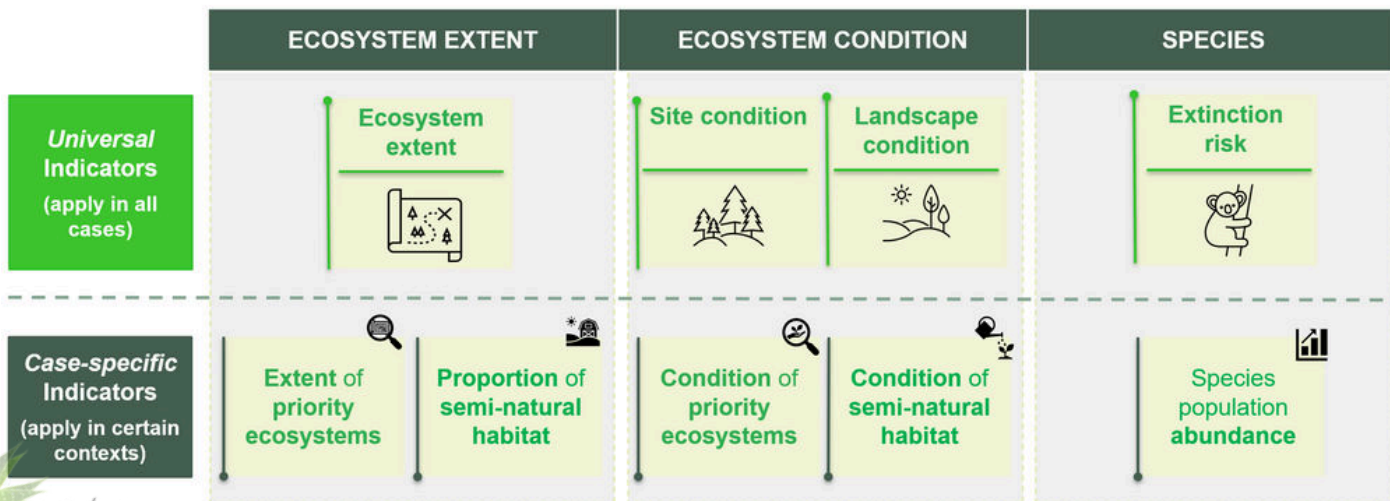 ECOSYSTEM EXTENT
ECOSYSTEM CONDITION
SPECIES
Universal
Indicators
(apply in all
cases)
Ecosystem
extent
Site condition
Landscape
condition
Extinction
risk
Case-specific
Indicators
(apply in certain
contexts)
Extent of
priority
ecosystems
Proportion of
semi-natural
habitat
Condition of
priority
ecosystems
Condition of
semi-natural
habitat
Species
population
abundance